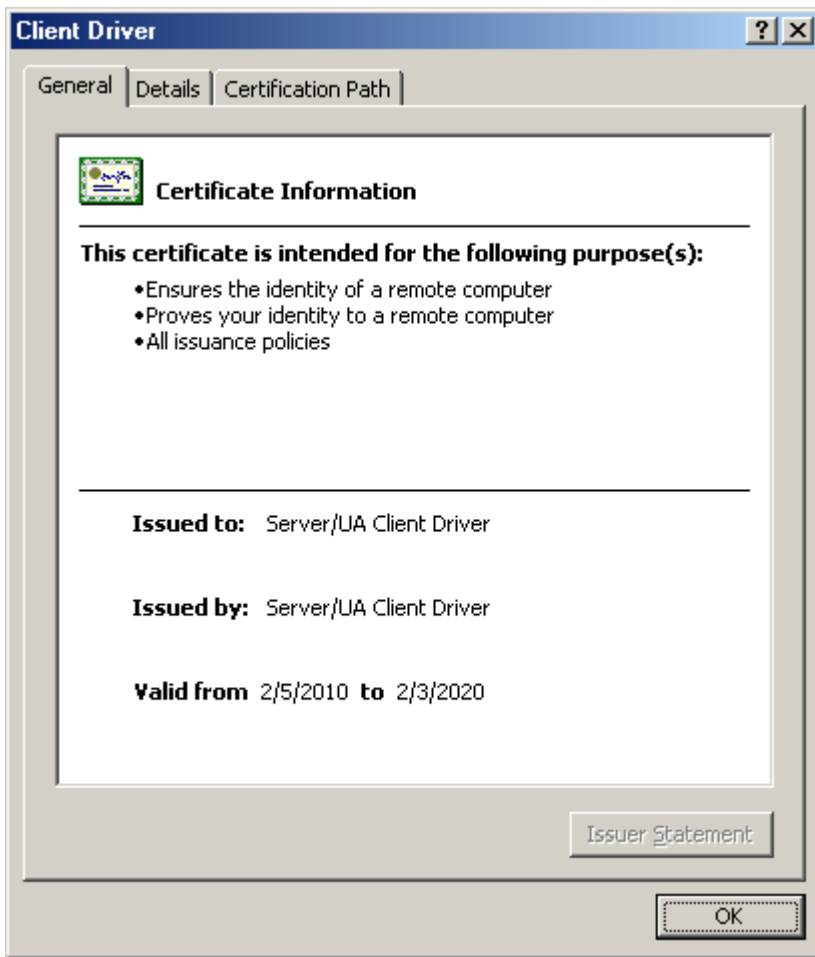 Client Driver
General Details Certification Path
Certificate Information
This certificate is intended for the following purpose(s):
•Ensures the identity of a remote computer
•Proves your identity to a remote computer
•All issuance policies
Issued to: Server/UA Client Driver
Issued by: Server/UA Client Driver
Valid from 2/5/2010 to 2/3/2020
Issuer Statement
OK